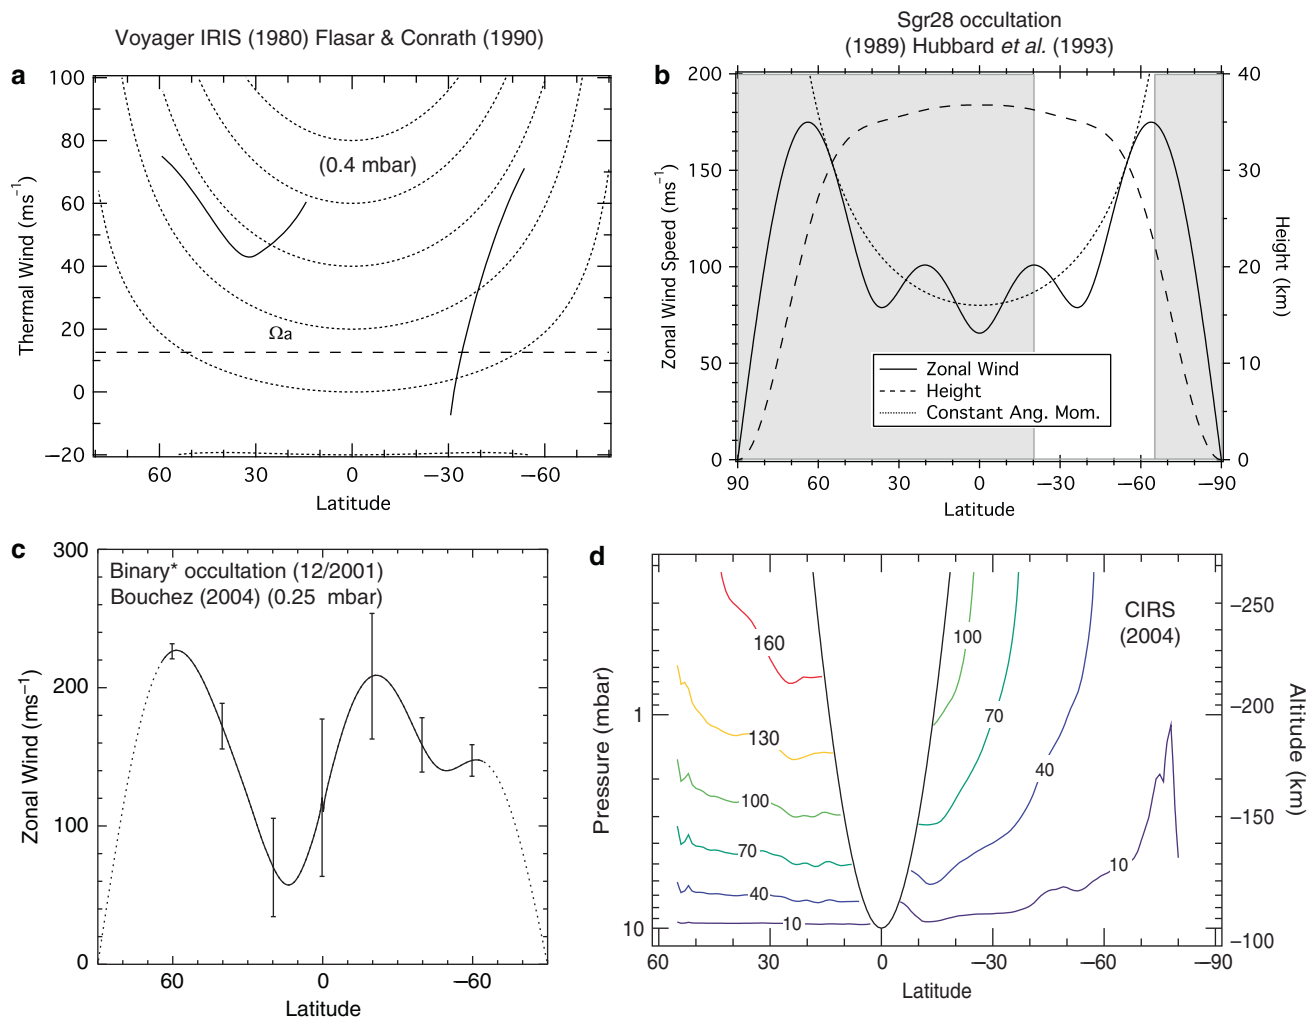 Voyager IRIS (1980) Flasar & Conrath (1990)
a
100
80
60
40
20
0
−20
Thermal Wind (ms−1)
(0.4 mbar)
Ωa
60
30
0
−30
−60
Latitude
Sgr28 occultation
(1989) Hubbard et al. (1993)
b
200
150
100
50
0
Zonal Wind Speed (ms−1)
40
30
20
10
0
Height (km)
Zonal Wind
Height
Constant Ang. Mom.
90
60
30
0
−30
−60
−90
Latitude
c
300
200
100
0
Zonal Wind (ms−1)
Binary* occultation (12/2001)
Bouchez (2004) (0.25 mbar)
60
0
−60
Latitude
d
1
10
Pressure (mbar)
CIRS
(2004)
160
130
100
70
40
10
100
70
40
10
−250
−200
−150
−100
Altitude (km)
60
30
0
−30
−60
−90
Latitude